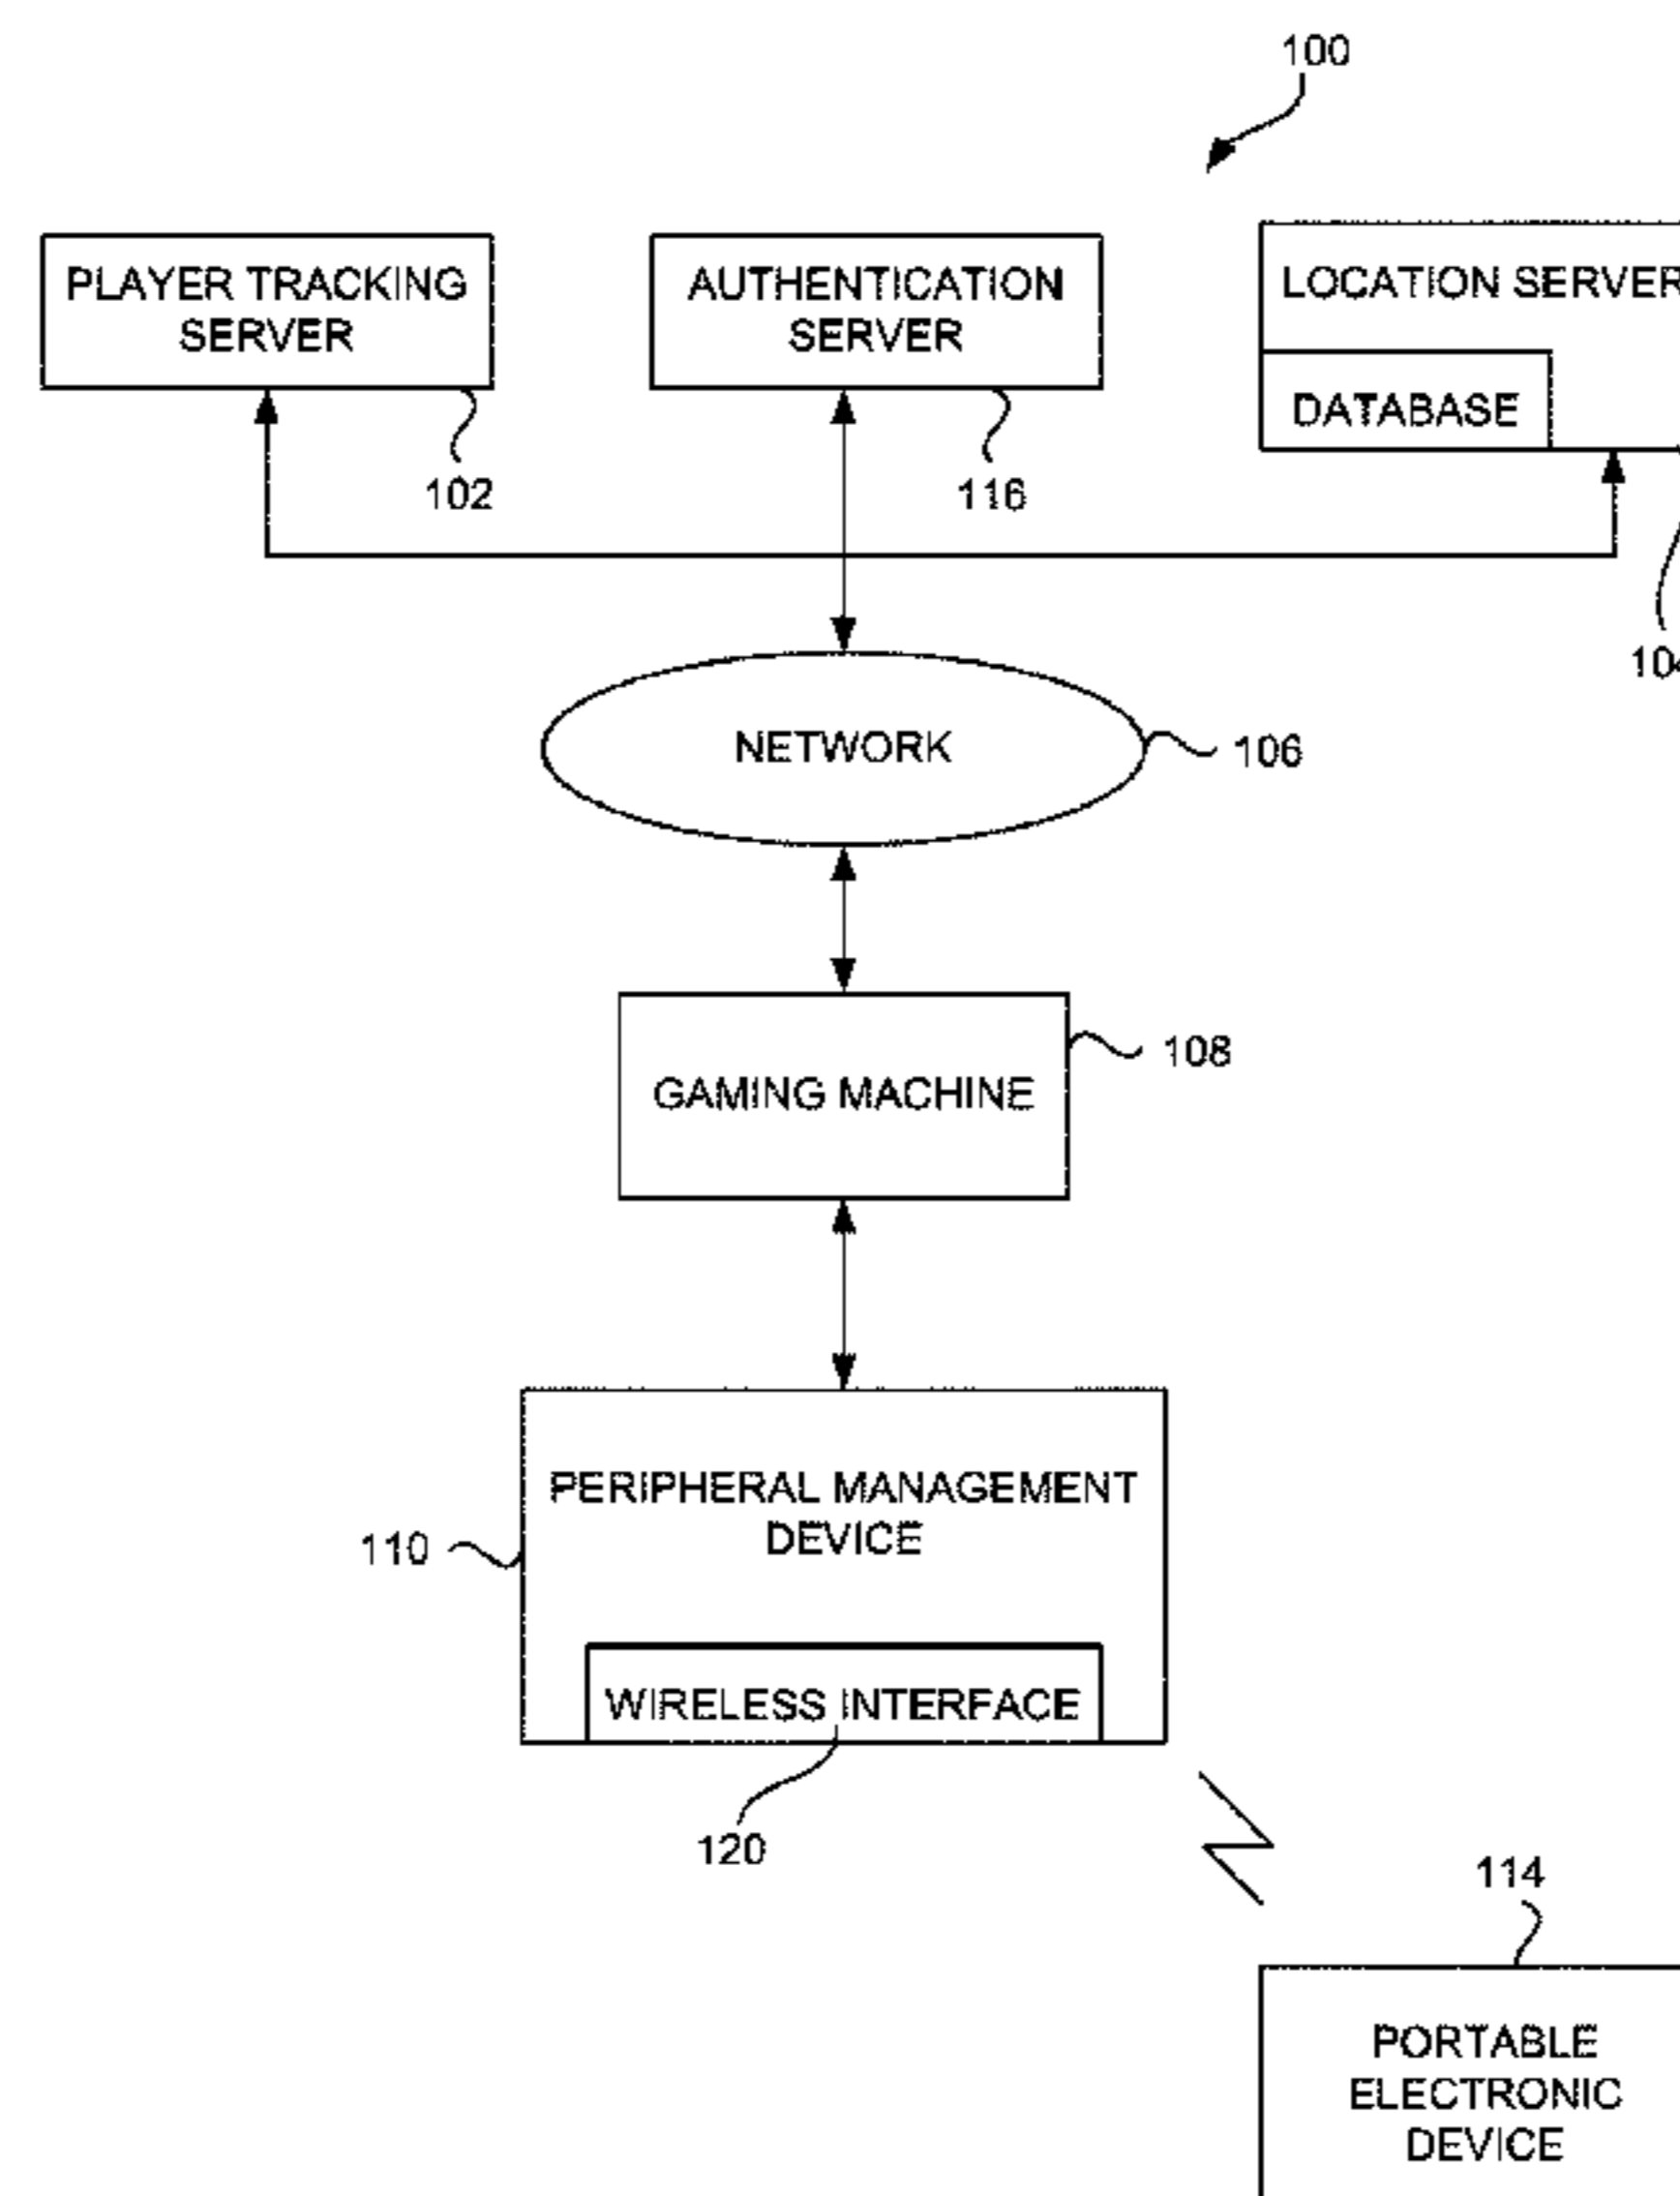 100
PLAYER TRACKING
SERVER
102
AUTHENTICATION
SERVER
116
LOCATION SERVER
DATABASE
NETWORK
106
GAMING MACHINE
108
PERIPHERAL MANAGEMENT
DEVICE
110
WIRELESS INTERFACE
120
114
PORTABLE
ELECTRONIC
DEVICE